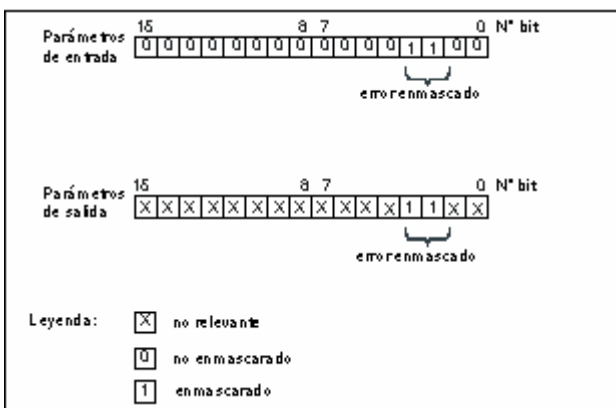 Parámetros de entrada
15 8 7 0 N° bit
0 0 0 0 0 0 0 0 0 0 0 0 1 1 0 0
error enmascado
Parámetros de salida
15 8 7 0 N° bit
X X X X X X X X X X X X 1 1 X X
error enmascado
Leyenda:
X no relevante
0 no enmascarado
1 enmascarado